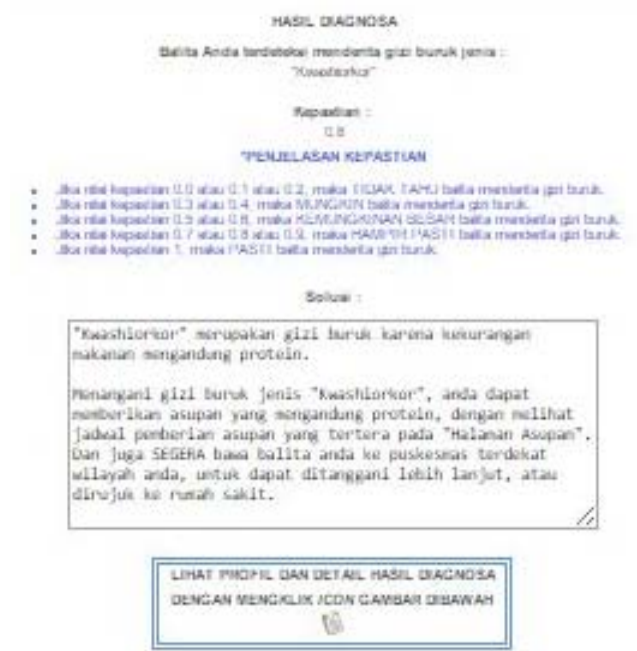 HASIL DIAGNOSA
Balita Anda terdeteksi menderita gizi buruk jenis :
"Kwashiorkor"
Kepastian :
0.8
*PENJELASAN KEPASTIAN
Jika nilai kepastian 0.0 atau 0.1 atau 0.2, maka TIDAK TAHU balita menderita gizi buruk.
Jika nilai kepastian 0.3 atau 0.4, maka MUNGKIN balita menderita gizi buruk.
Jika nilai kepastian 0.5 atau 0.6, maka KEMUNGKINAN BESAR balita menderita gizi buruk.
Jika nilai kepastian 0.7 atau 0.8 atau 0.9, maka HAMPIR PASTI balita menderita gizi buruk.
Jika nilai kepastian 1, maka PASTI balita menderita gizi buruk.
Solusi :
"Kwashiorkor" merupakan gizi buruk karena kekurangan
makanan mengandung protein.
Menangani gizi buruk jenis "Kwashiorkor", anda dapat
memberikan asupan yang mengandung protein, dengan melihat
jadwal pemberian asupan yang tertera pada "Halaman Asupan".
Dan juga SEGERA bawa balita anda ke puskesmas terdekat
wilayah anda, untuk dapat ditanggani lebih lanjut, atau
dirujuk ke rumah sakit.
LIHAT PROFIL DAN DETAIL HASIL DIAGNOSA
DENGAN MENGKLIK ICON GAMBAR DIBAWAH